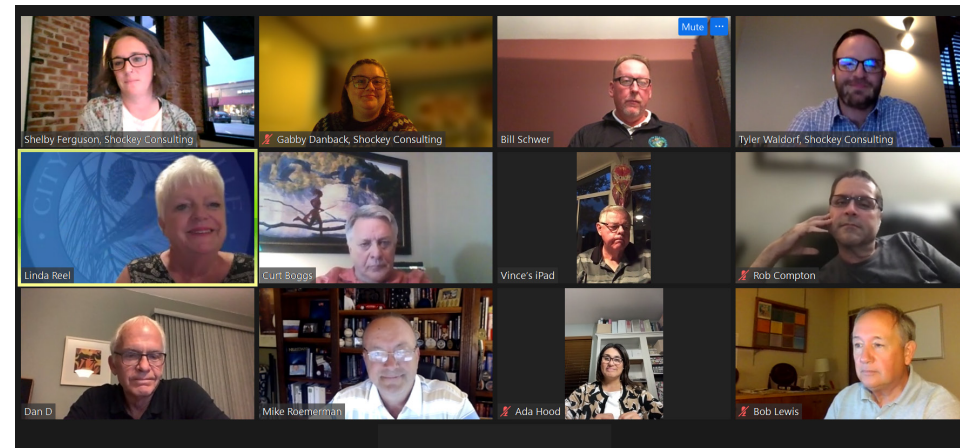 Mute
Shelby Ferguson, Shockey Consulting
Gabby Danback, Shockey Consulting
Bill Schwer
Tyler Waldorf, Shockey Consulting
Linda Reel
Curt Boggs
Vince's iPad
Rob Compton
Dan D
Mike Roemerman
Ada Hood
Bob Lewis